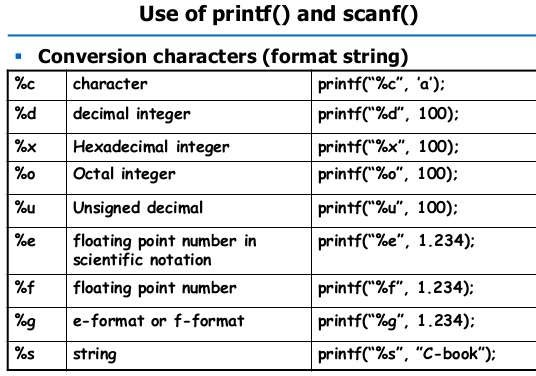 Use of printf() and scanf()
▪ Conversion characters (format string)
%c character printf(“%c”, ’a’);
%d decimal integer printf(“%d”, 100);
%x Hexadecimal integer printf(“%x”, 100);
%o Octal integer printf(“%o”, 100);
%u Unsigned decimal printf(“%u”, 100);
%e floating point number in printf(“%e”, 1.234);
scientific notation
%f floating point number printf(“%f”, 1.234);
%g e-format or f-format printf(“%g”, 1.234);
%s string printf(“%s”, ”C-book”);